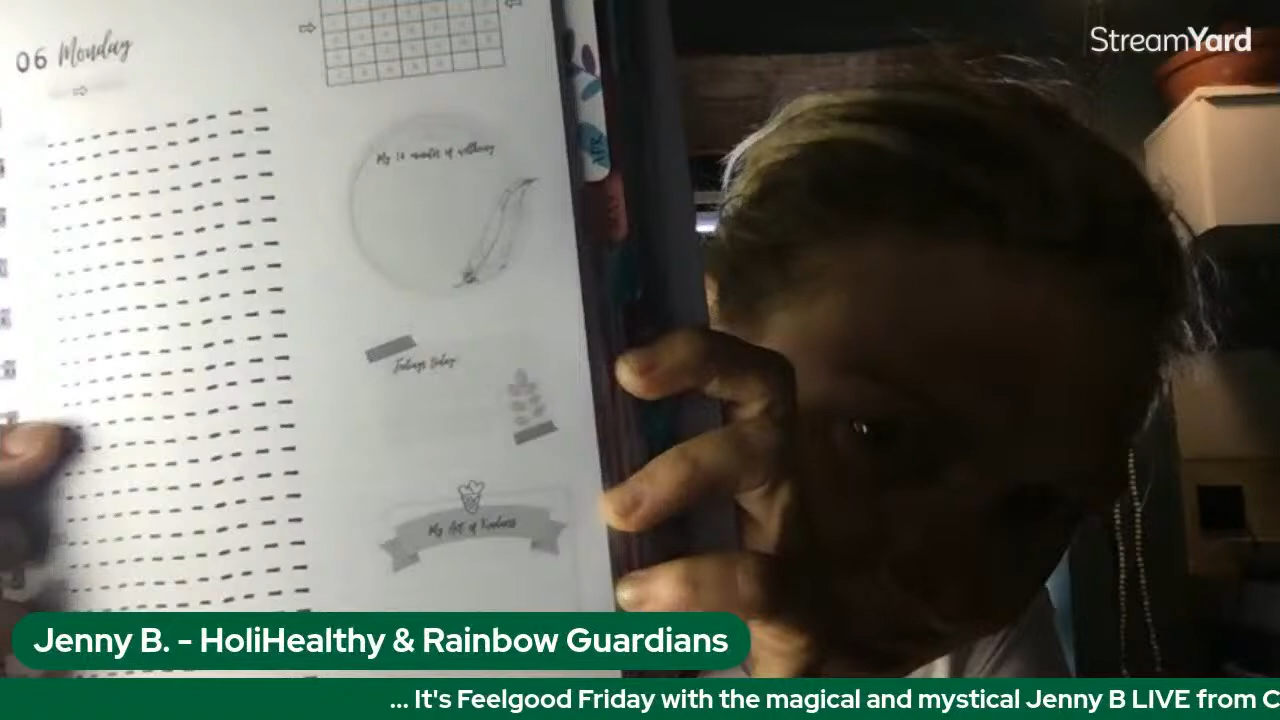 StreamYard
06 Monday
My 10 minutes of wellbeing
APR
Feelings today
My Act of Kindness
Jenny B. - HoliHealthy & Rainbow Guardians
... It's Feelgood Friday with the magical and mystical Jenny B LIVE from C